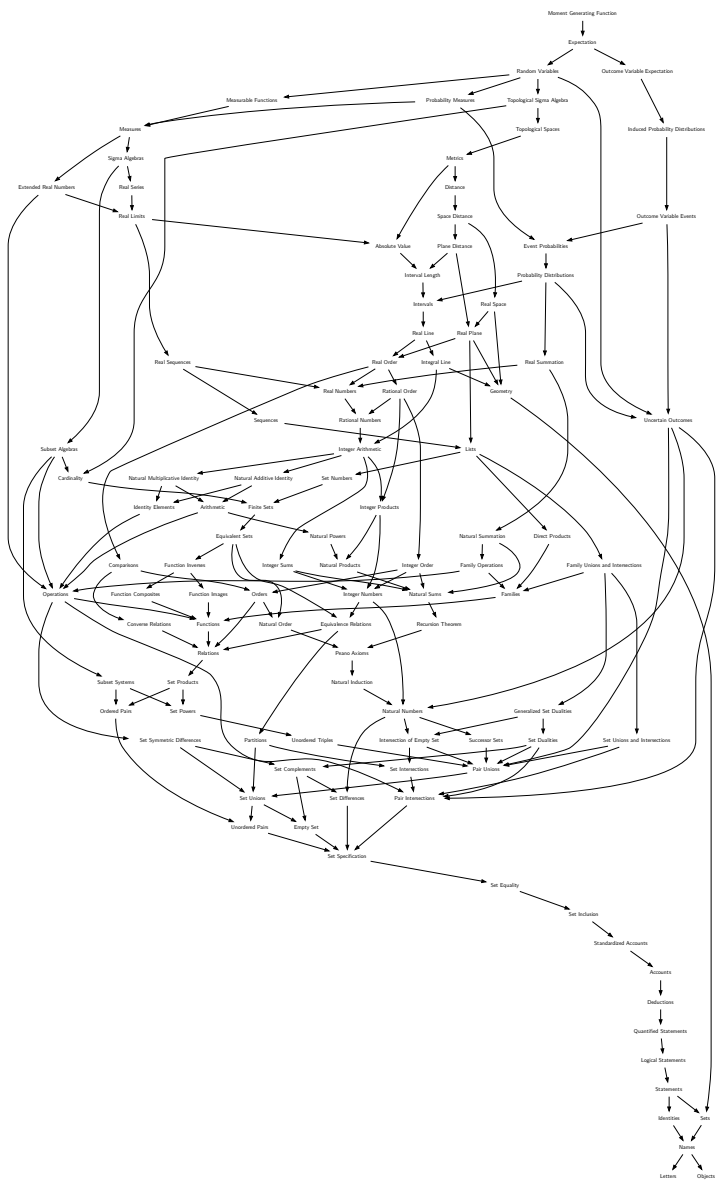 Moment Generating Function
Expectation
Random Variables
Outcome Variable Expectation
Measurable Functions
Probability Measures
Topological Sigma Algebra
Measures
Topological Spaces
Induced Probability Distributions
Sigma Algebras
Metrics
Extended Real Numbers
Real Series
Distance
Real Limits
Space Distance
Outcome Variable Events
Absolute Value
Plane Distance
Event Probabilities
Interval Length
Probability Distributions
Intervals
Real Space
Real Line
Real Plane
Real Sequences
Real Order
Integral Line
Real Summation
Real Numbers
Rational Order
Geometry
Sequences
Rational Numbers
Uncertain Outcomes
Subset Algebras
Integer Arithmetic
Lists
Cardinality
Natural Multiplicative Identity
Natural Additive Identity
Set Numbers
Identity Elements
Arithmetic
Finite Sets
Integer Products
Equivalent Sets
Natural Powers
Natural Summation
Direct Products
Comparisons
Function Inverses
Integer Sums
Natural Products
Integer Order
Family Operations
Family Unions and Intersections
Operations
Function Composites
Function Images
Orders
Integer Numbers
Natural Sums
Families
Converse Relations
Functions
Natural Order
Equivalence Relations
Recursion Theorem
Relations
Peano Axioms
Subset Systems
Set Products
Natural Induction
Ordered Pairs
Set Powers
Natural Numbers
Generalized Set Dualities
Set Symmetric Differences
Partitions
Unordered Triples
Intersection of Empty Set
Successor Sets
Set Dualities
Set Unions and Intersections
Set Complements
Set Intersections
Pair Unions
Set Unions
Set Differences
Pair Intersections
Unordered Pairs
Empty Set
Set Specification
Set Equality
Set Inclusion
Standardized Accounts
Accounts
Deductions
Quantified Statements
Logical Statements
Statements
Identities
Sets
Names
Letters
Objects